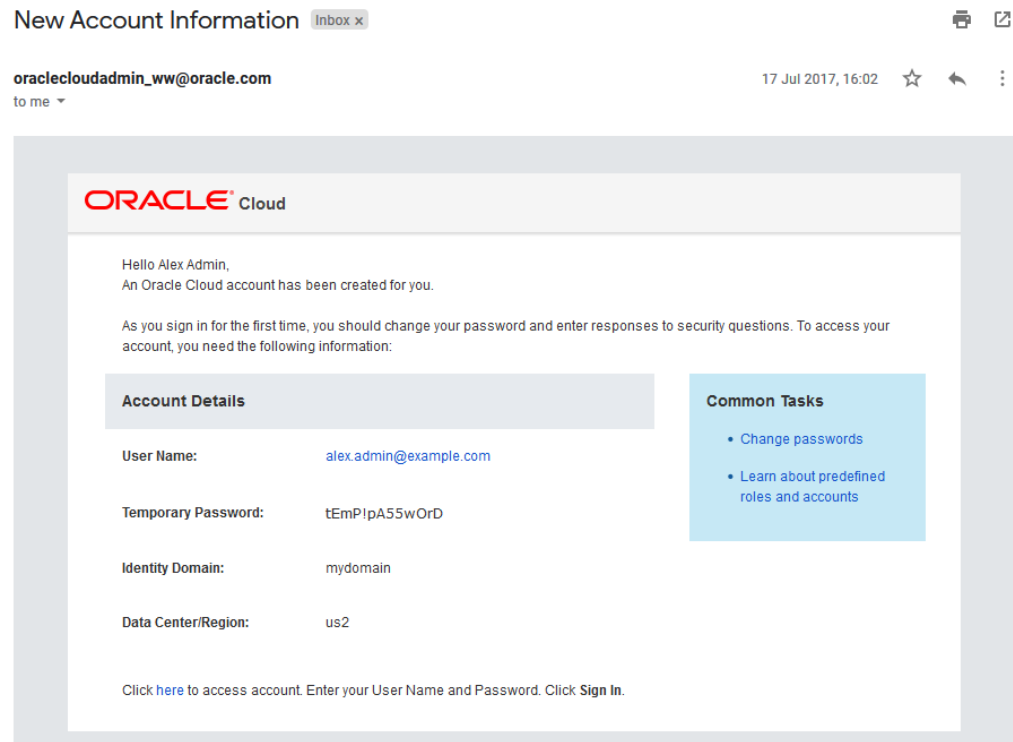 New Account Information Inbox x
oraclecloudadmin_ww@oracle.com 17 Jul 2017, 16:02
to me
ORACLE® Cloud
Hello Alex Admin,
An Oracle Cloud account has been created for you.
As you sign in for the first time, you should change your password and enter responses to security questions. To access your
account, you need the following information:
Account Details
User Name: alex.admin@example.com
Temporary Password: tEmP!pA55wOrD
Identity Domain: mydomain
Data Center/Region: us2
Common Tasks
• Change passwords
• Learn about predefined
roles and accounts
Click here to access account. Enter your User Name and Password. Click Sign In.